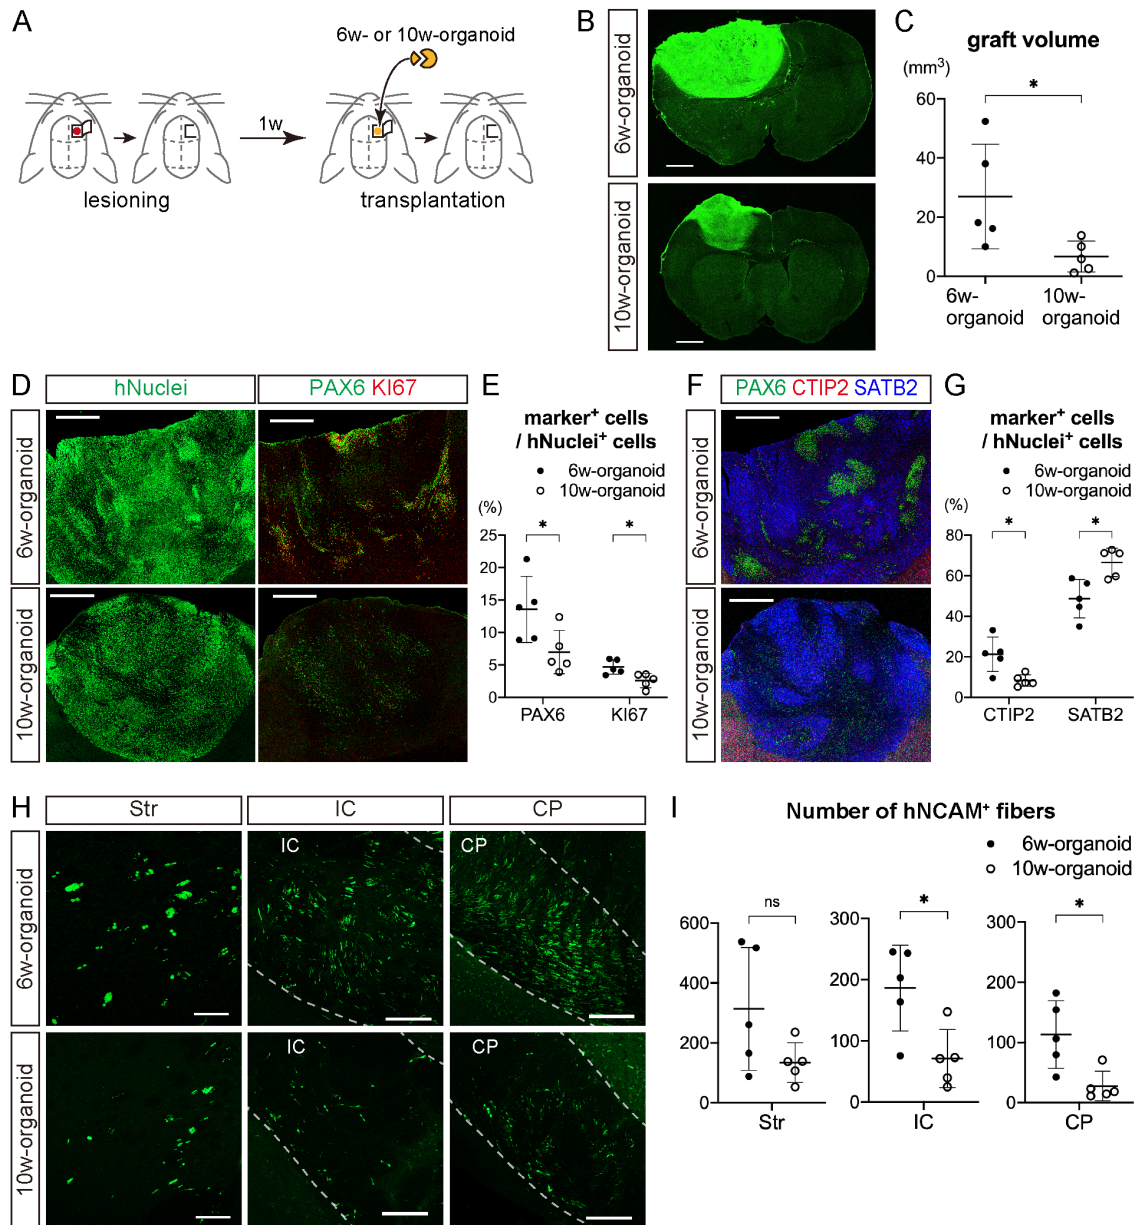 A
6w- or 10w-organoid
1w
lesioning
transplantation
B
6w-organoid
10w-organoid
C
graft volume
(mm³)
*
60
40
20
0
6w-
organoid
10w-
organoid
D
hNuclei
PAX6 KI67
6w-organoid
10w-organoid
E
marker⁺ cells
/ hNuclei⁺ cells
6w-organoid
10w-organoid
(%)
* *
25
20
15
10
5
0
PAX6 KI67
F
PAX6 CTIP2 SATB2
6w-organoid
10w-organoid
G
marker⁺ cells
/ hNuclei⁺ cells
6w-organoid
10w-organoid
(%)
* *
80
60
40
20
0
CTIP2 SATB2
H
Str
IC
CP
6w-organoid
IC
CP
10w-organoid
IC
CP
I
Number of hNCAM⁺ fibers
6w-organoid
10w-organoid
ns
600
400
200
0
Str
*
300
200
100
0
IC
*
300
200
100
0
CP